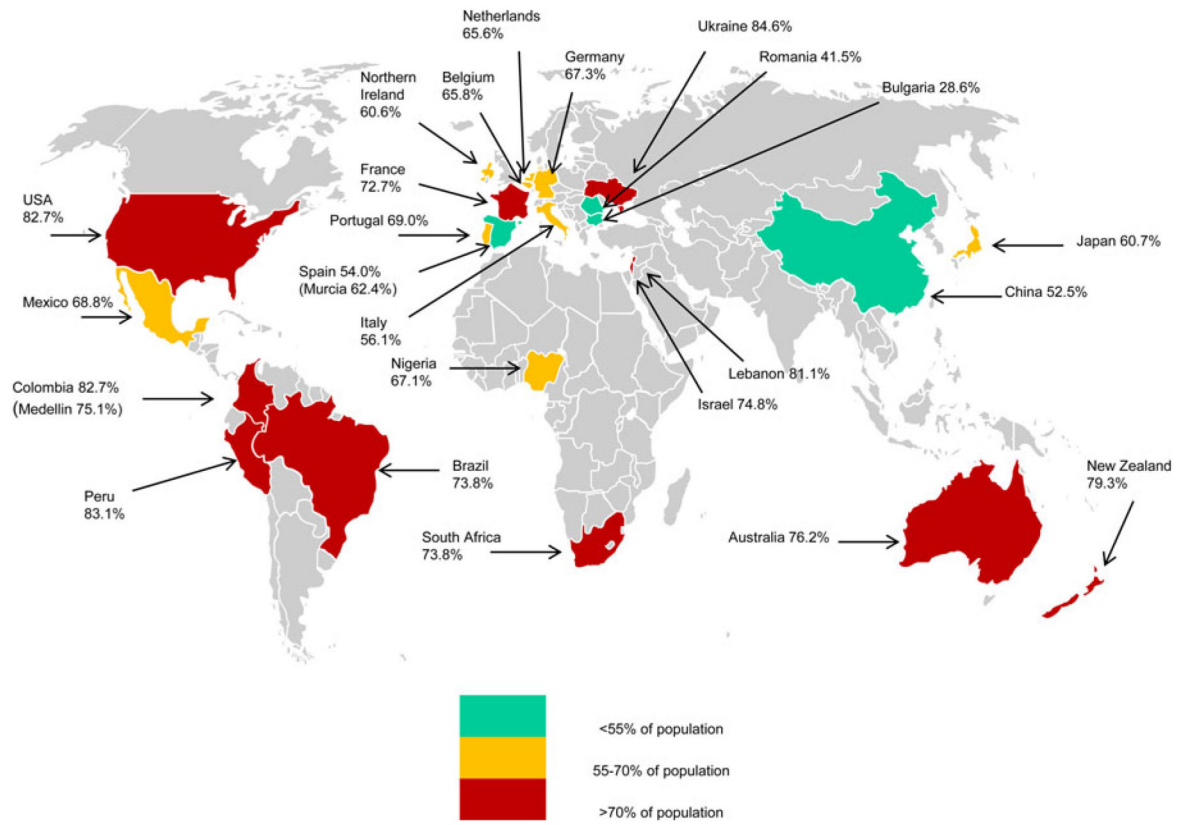 Netherlands
65.6%
Ukraine 84.6%
Romania 41.5%
Germany
67.3%
Northern
Ireland
60.6%
Belgium
65.8%
Bulgaria 28.6%
France
72.7%
USA
82.7%
Portugal 69.0%
Japan 60.7%
Spain 54.0%
(Murcia 62.4%)
China 52.5%
Mexico 68.8%
Italy
56.1%
Nigeria
67.1%
Lebanon 81.1%
Colombia 82.7%
(Medellin 75.1%)
Israel 74.8%
Brazil
73.8%
New Zealand
79.3%
Peru
83.1%
South Africa
73.8%
Australia 76.2%
<55% of population
55-70% of population
>70% of population